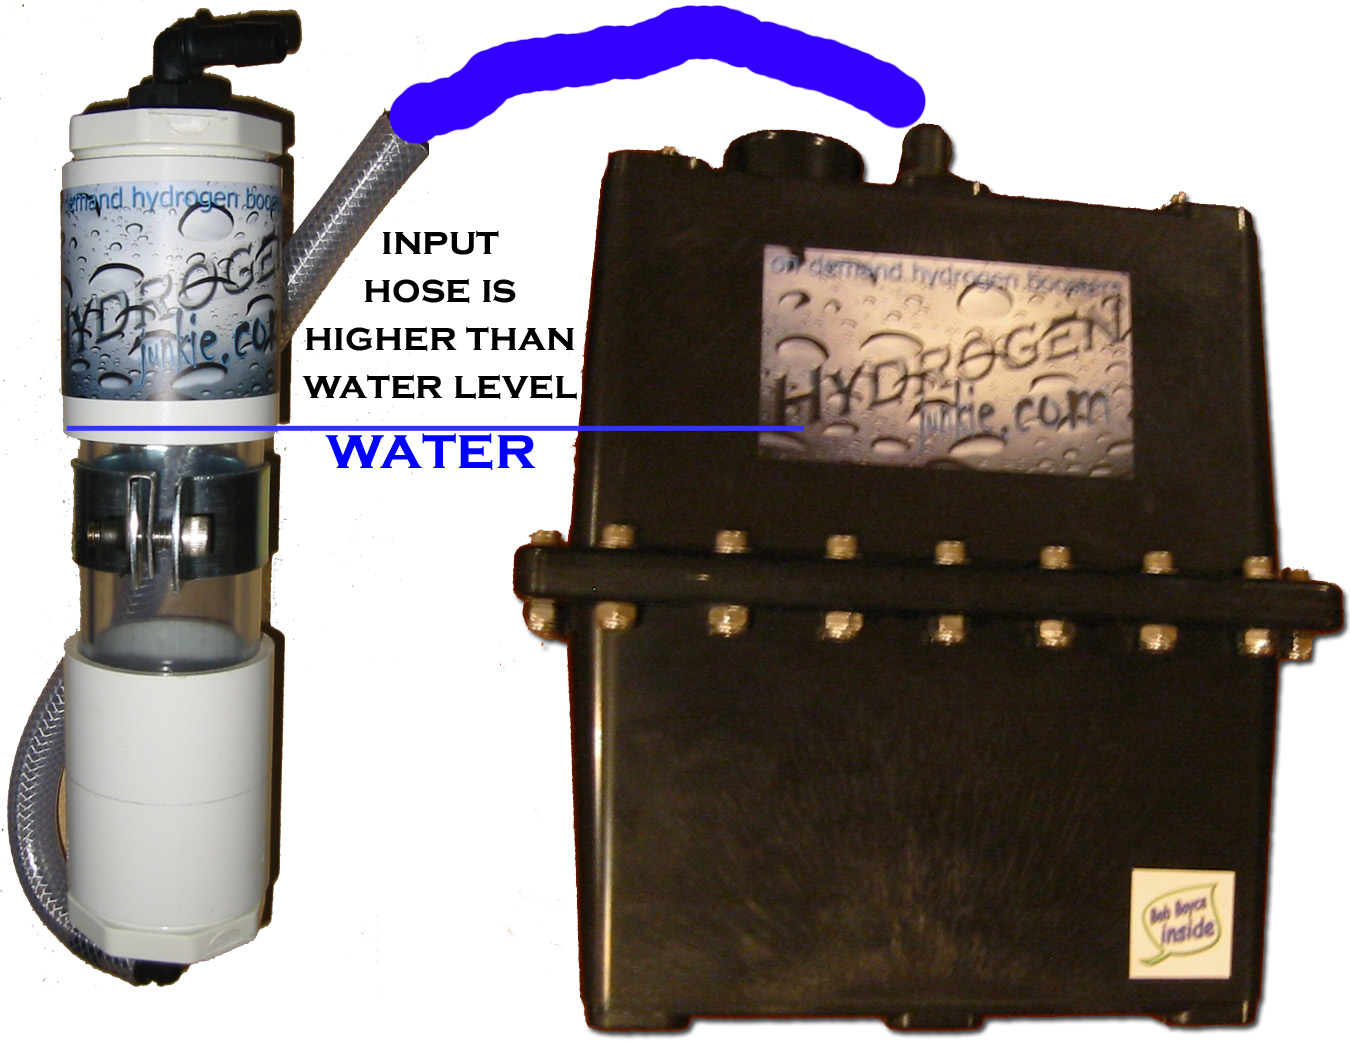 demand hydrogen boosters
HYDROGEN
junkie.com
INPUT
HOSE IS
HIGHER THAN
WATER LEVEL
WATER
on demand hydrogen boosters
HYDROGEN
junkie.com
Bob Boyce
inside